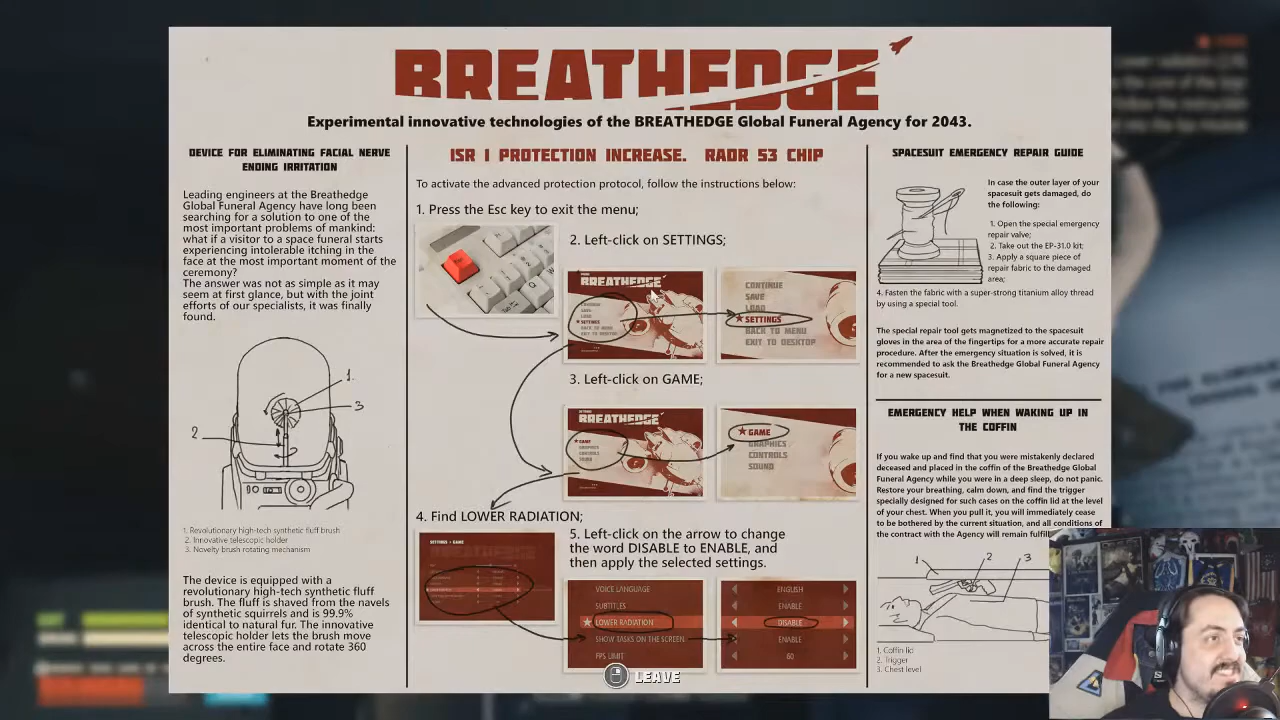 BREATHEDGE
Experimental innovative technologies of the BREATHEDGE Global Funeral Agency for 2043.
DEVICE FOR ELIMINATING FACIAL NERVE
ENDING IRRITATION
Leading engineers at the Breathedge
Global Funeral Agency have long been
searching for a solution to one of the
most important problems of mankind:
what if a visitor to a space funeral starts
experiencing intolerable itching in the
face at the most important moment of the
ceremony?
The answer was not as simple as it may
seem at first glance, but with the joint
efforts of our specialists, it was finally
found.
1.
3
2
1. Revolutionary high-tech synthetic fluff brush
2. Innovative telescopic holder
3. Novelty brush rotating mechanism
The device is equipped with a
revolutionary high-tech synthetic fluff
brush. The fluff is shaved from the navels
of synthetic squirrels and is 99.9%
identical to natural fur. The innovative
telescopic holder lets the brush move
across the entire face and rotate 360
degrees.
ISR 1 PROTECTION INCREASE. RADR 53 CHIP
To activate the advanced protection protocol, follow the instructions below:
1. Press the Esc key to exit the menu;
2. Left-click on SETTINGS;
BREATHEDGE
SETTINGS
BACK TO MENU
EXIT TO DESKTOP
CONTINUE
SAVE
LOAD
SETTINGS
BACK TO MENU
EXIT TO DESKTOP
3. Left-click on GAME;
BREATHEDGE
GAME
GRAPHICS
CONTROLS
SOUND
GAME
GRAPHICS
CONTROLS
SOUND
4. Find LOWER RADIATION;
5. Left-click on the arrow to change
the word DISABLE to ENABLE, and
then apply the selected settings.
VOICE LANGUAGE
SUBTITLES
LOWER RADIATION
SHOW TASKS ON THE SCREEN
FPS LIMIT
ENGLISH
ENABLE
DISABLE
ENABLE
60
LEAVE
SPACESUIT EMERGENCY REPAIR GUIDE
In case the outer layer of your
spacesuit gets damaged, do
the following:
1. Open the special emergency
repair valve;
2. Take out the EP-31.0 kit;
3. Apply a square piece of
repair fabric to the damaged
area;
4. Fasten the fabric with a super-strong titanium alloy thread
by using a special tool.
The special repair tool gets magnetized to the spacesuit
gloves in the area of the fingertips for a more accurate repair
procedure. After the emergency situation is solved, it is
recommended to ask the Breathedge Global Funeral Agency
for a new spacesuit.
EMERGENCY HELP WHEN WAKING UP IN
THE COFFIN
If you wake up and find that you were mistakenly declared
deceased and placed in the coffin of the Breathedge Global
Funeral Agency while you were in a deep sleep, do not panic.
Restore your breathing, calm down, and find the trigger
specially designed for such cases on the coffin lid at the level
of your chest. When you pull it, you will immediately cease
to be bothered by the current situation, and all conditions of
the contract with the Agency will remain
1
2
3
1. Coffin lid
2. Trigger
3. Chest level